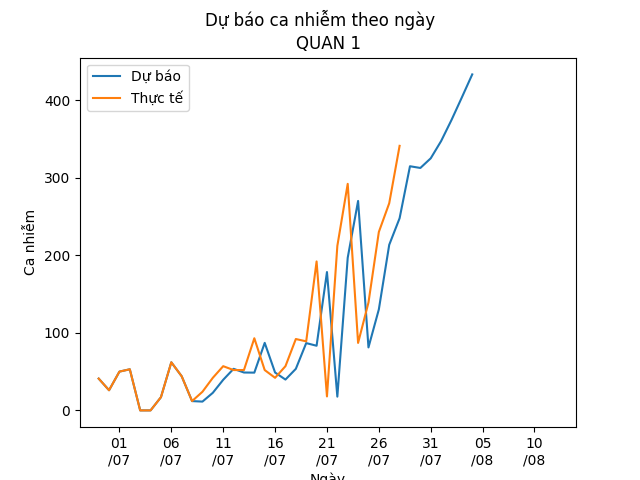 Dự báo ca nhiễm theo ngày
QUAN 1
Dự báo
Thực tế
Ca nhiễm
400
300
200
100
0
01 06 11 16 21 26 31 05 10
/07 /07 /07 /07 /07 /07 /07 /08 /08
Ngày